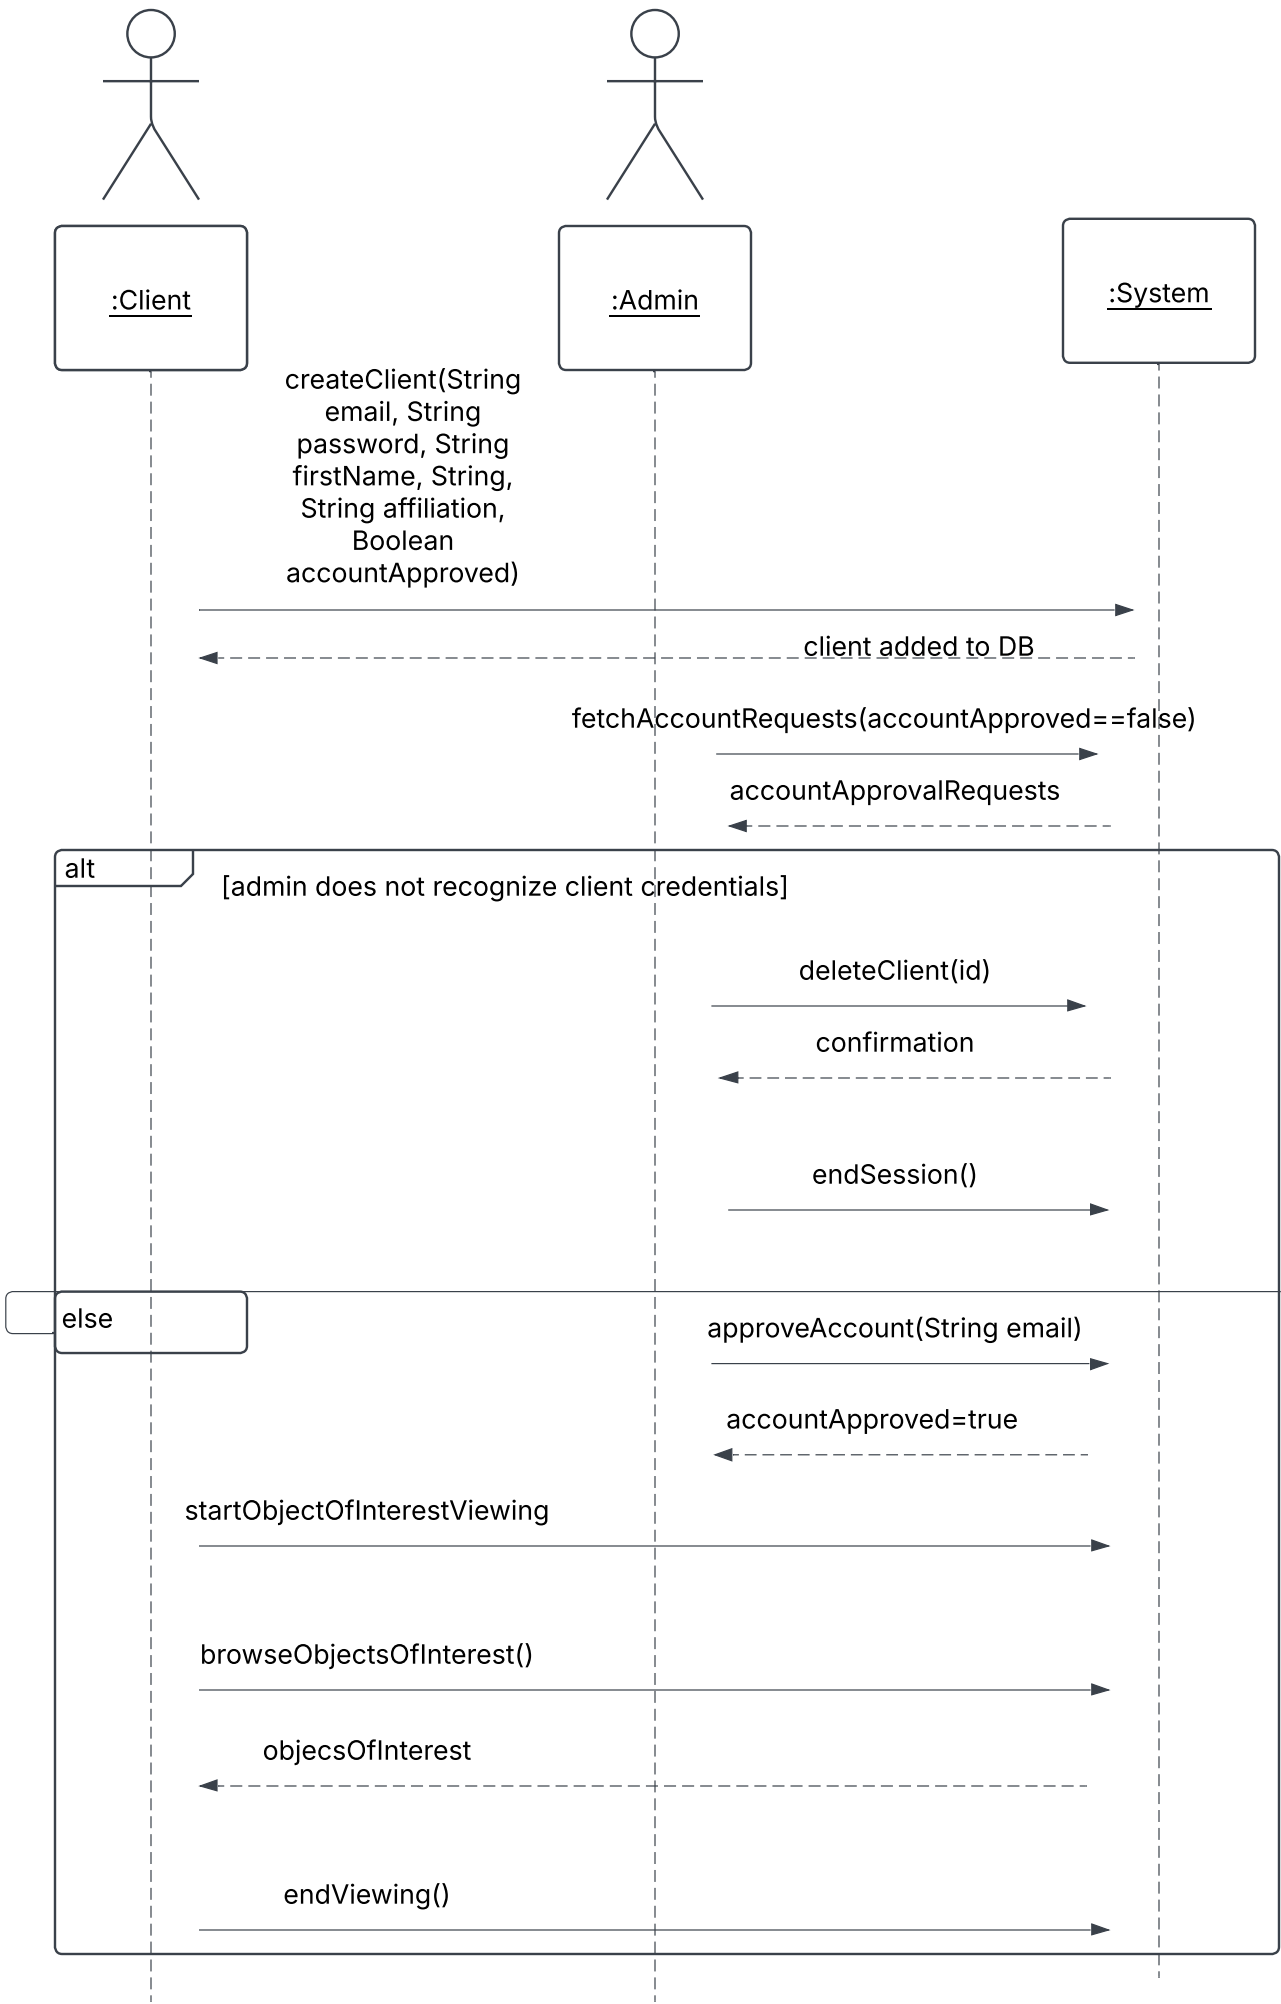 :Client
:Admin
:System
createClient(String
email, String
password, String
firstName, String,
String affiliation,
Boolean
accountApproved)
client added to DB
fetchAccountRequests(accountApproved==false)
accountApprovalRequests
alt
[admin does not recognize client credentials]
deleteClient(id)
confirmation
endSession()
else
approveAccount(String email)
accountApproved=true
startObjectOfInterestViewing
browseObjectsOfInterest()
objecsOfInterest
endViewing()